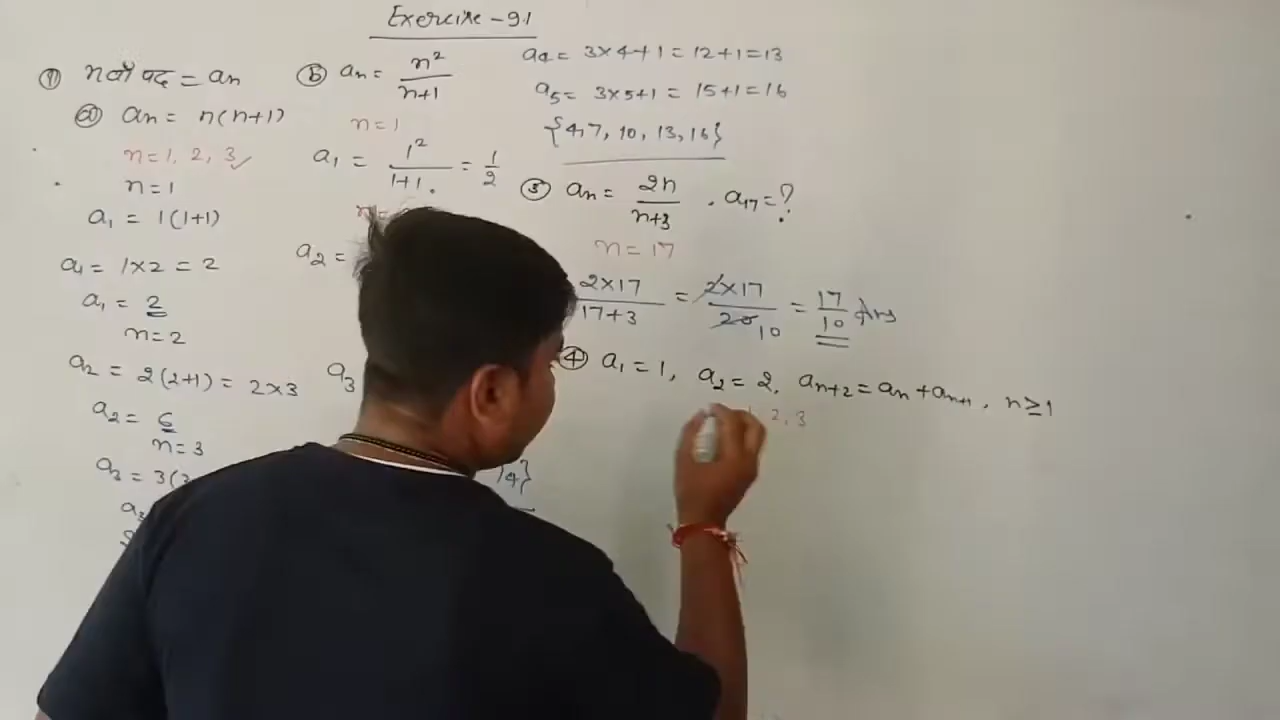 Exercise - 9.1
① nवाँ पद = an
ⓐ an = n(n+1)
n=1, 2, 3✓
n=1
a₁ = 1(1+1)
a₁ = 1×2 = 2
a₁ = 2
n=2
a₂ = 2(2+1) = 2×3
a₂ = 6
n=3
a₃ = 3(3
ⓑ an = n²/n+1
n=1
a₁ = 1²/1+1 = 1/2
a₂ =
a₃
a₄ = 3×4+1 = 12+1 = 13
a₅ = 3×5+1 = 15+1 = 16
{4, 7, 10, 13, 16}
③ an = 2n/n+3 , a₁₇ = ?
n = 17
2×17/17+3 = 2×17/20 10 = 17/10 Ans
④ a₁ = 1, a₂ = 2, an+2 = an + an+1, n ≥ 1
2, 3